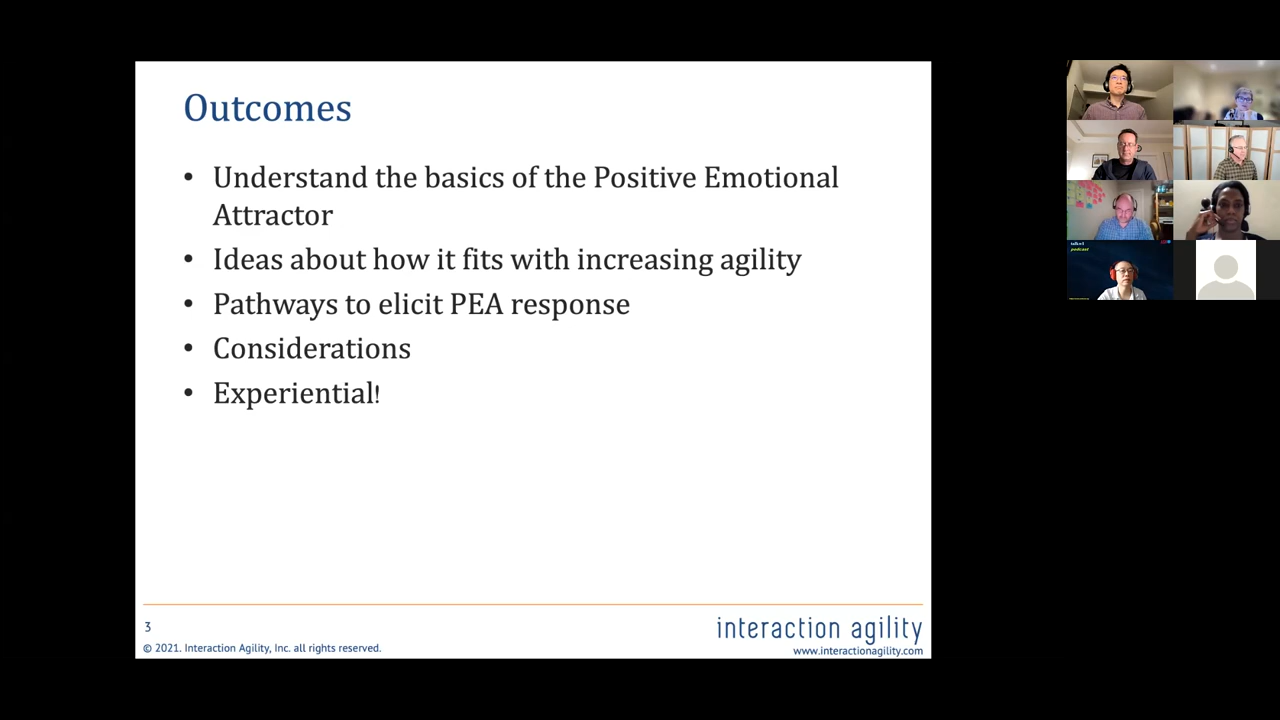 Outcomes
• Understand the basics of the Positive Emotional
Attractor
• Ideas about how it fits with increasing agility
• Pathways to elicit PEA response
• Considerations
• Experiential!
3
© 2021. Interaction Agility, Inc. all rights reserved.
interaction agility
www.interactionagility.com
podcast